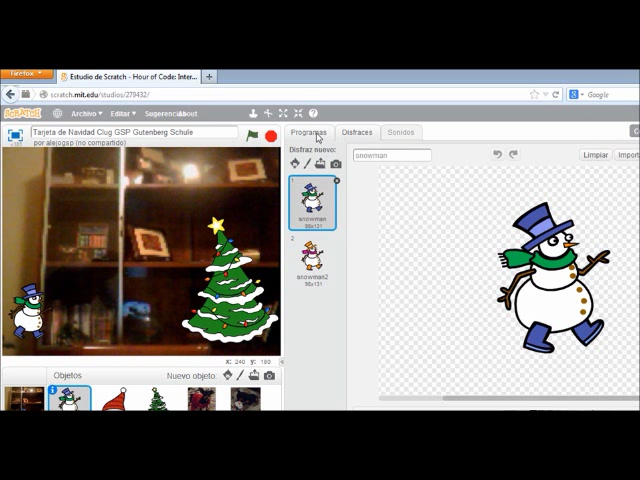 Firefox
Estudio de Scratch - Hour of Code: Inter...
scratch.mit.edu/studios/279432/
Google
SCRATCH
Archivo
Editar
Sugerencias
About
Tarjeta de Navidad Clug GSP Gutenberg Schule
por alejogsp (no compartido)
Programas
Disfraces
Sonidos
Disfraz nuevo:
snowman
Limpiar
Import
1
snowman
98x131
2
snowman2
98x131
x: 240 y: 180
Objetos
Nuevo objeto: